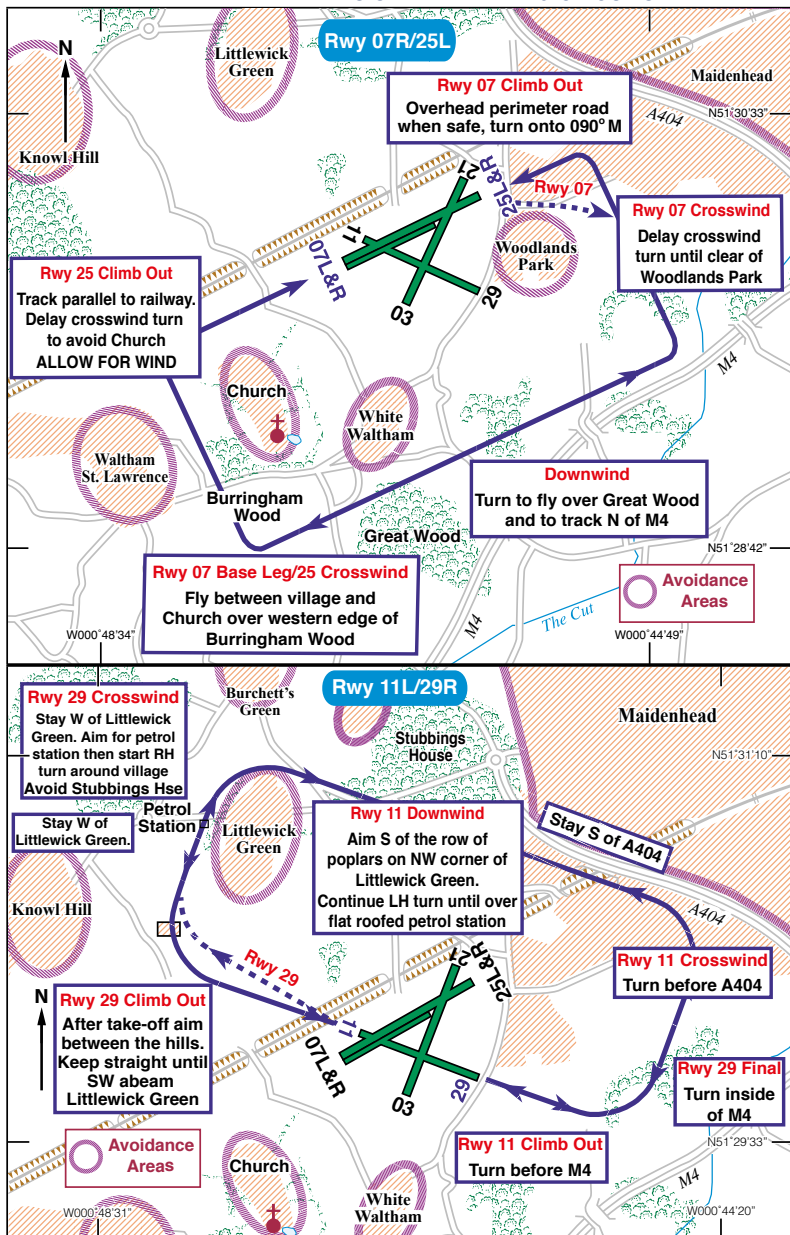 Rwy 07R/25L
Littlewick
Green
Maidenhead
N
Knowl Hill
Rwy 07 Climb Out
Overhead perimeter road
when safe, turn onto 090° M
A404
N51°30'33"
21
25L&R
Rwy 07
11
07L&R
03
29
Woodlands
Park
Rwy 07 Crosswind
Delay crosswind
turn until clear of
Woodlands Park
Rwy 25 Climb Out
Track parallel to railway.
Delay crosswind turn
to avoid Church
ALLOW FOR WIND
M4
Church
White
Waltham
Waltham
St. Lawrence
Burringham
Wood
Downwind
Turn to fly over Great Wood
and to track N of M4
Great Wood
N51°28'42"
Rwy 07 Base Leg/25 Crosswind
Fly between village and
Church over western edge of
Burringham Wood
Avoidance
Areas
The Cut
M4
W000°48'34"
W000°44'49"
Rwy 11L/29R
Rwy 29 Crosswind
Stay W of Littlewick
Green. Aim for petrol
station then start RH
turn around village
Avoid Stubbings Hse
Burchett's
Green
Stubbings
House
Maidenhead
N51°31'10"
Petrol
Station
Stay W of
Littlewick Green.
Littlewick
Green
Rwy 11 Downwind
Aim S of the row of
poplars on NW corner of
Littlewick Green.
Continue LH turn until over
flat roofed petrol station
Stay S of A404
Knowl Hill
A404
Rwy 29
21
25L&R
11
07L&R
03
29
Rwy 11 Crosswind
Turn before A404
N
Rwy 29 Climb Out
After take-off aim
between the hills.
Keep straight until
SW abeam
Littlewick Green
Rwy 29 Final
Turn inside
of M4
Rwy 11 Climb Out
Turn before M4
N51°29'33"
Avoidance
Areas
Church
White
Waltham
M4
W000°48'31"
W000°44'20"